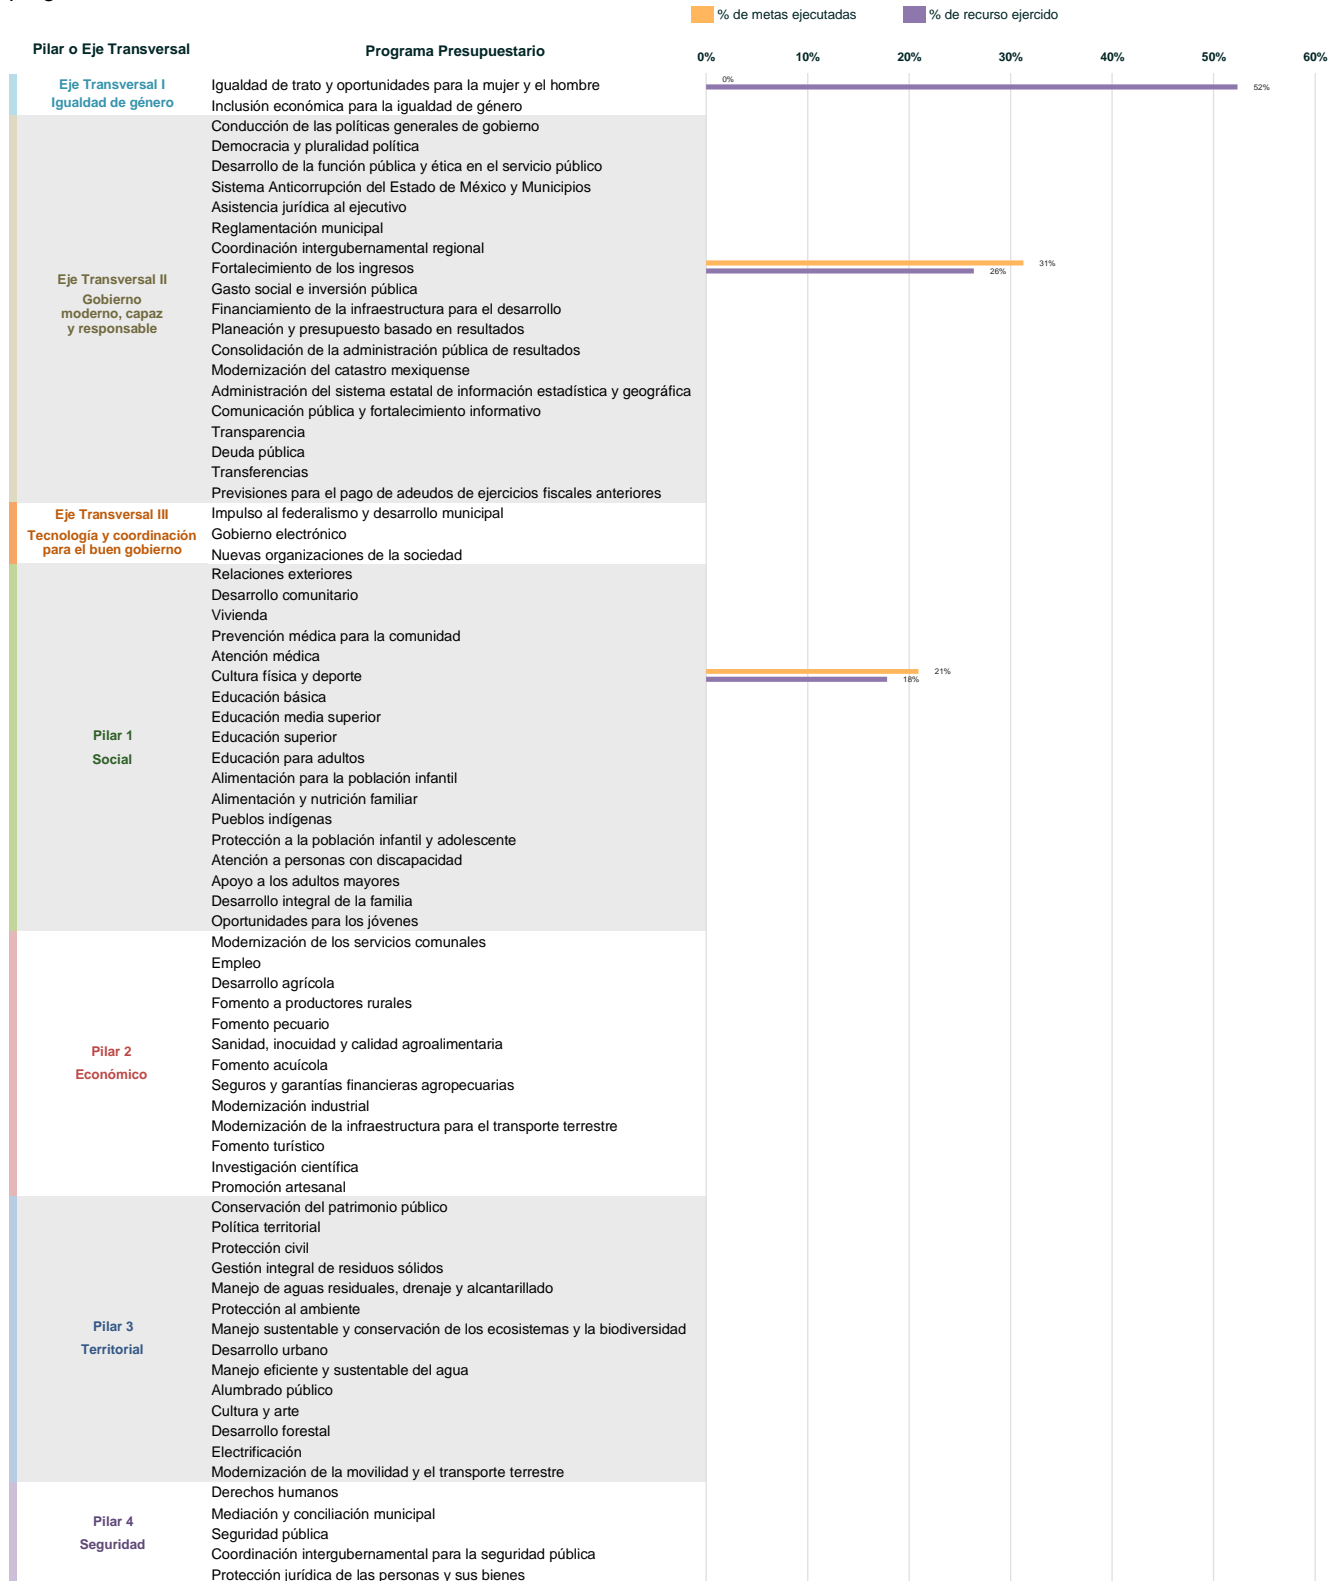 % de metas ejecutadas % de recurso ejercido
Pilar o Eje Transversal Programa Presupuestario 0% 10% 20% 30% 40% 50% 60%
Eje Transversal I
Igualdad de género
Igualdad de trato y oportunidades para la mujer y el hombre 0% 52%
Inclusión económica para la igualdad de género
Eje Transversal II
Gobierno
moderno, capaz
y responsable
Conducción de las políticas generales de gobierno
Democracia y pluralidad política
Desarrollo de la función pública y ética en el servicio público
Sistema Anticorrupción del Estado de México y Municipios
Asistencia jurídica al ejecutivo
Reglamentación municipal
Coordinación intergubernamental regional
Fortalecimiento de los ingresos 31% 26%
Gasto social e inversión pública
Financiamiento de la infraestructura para el desarrollo
Planeación y presupuesto basado en resultados
Consolidación de la administración pública de resultados
Modernización del catastro mexiquense
Administración del sistema estatal de información estadística y geográfica
Comunicación pública y fortalecimiento informativo
Transparencia
Deuda pública
Transferencias
Previsiones para el pago de adeudos de ejercicios fiscales anteriores
Eje Transversal III
Tecnología y coordinación
para el buen gobierno
Impulso al federalismo y desarrollo municipal
Gobierno electrónico
Nuevas organizaciones de la sociedad
Pilar 1
Social
Relaciones exteriores
Desarrollo comunitario
Vivienda
Prevención médica para la comunidad
Atención médica
Cultura física y deporte 21% 18%
Educación básica
Educación media superior
Educación superior
Educación para adultos
Alimentación para la población infantil
Alimentación y nutrición familiar
Pueblos indígenas
Protección a la población infantil y adolescente
Atención a personas con discapacidad
Apoyo a los adultos mayores
Desarrollo integral de la familia
Oportunidades para los jóvenes
Pilar 2
Económico
Modernización de los servicios comunales
Empleo
Desarrollo agrícola
Fomento a productores rurales
Fomento pecuario
Sanidad, inocuidad y calidad agroalimentaria
Fomento acuícola
Seguros y garantías financieras agropecuarias
Modernización industrial
Modernización de la infraestructura para el transporte terrestre
Fomento turístico
Investigación científica
Promoción artesanal
Pilar 3
Territorial
Conservación del patrimonio público
Política territorial
Protección civil
Gestión integral de residuos sólidos
Manejo de aguas residuales, drenaje y alcantarillado
Protección al ambiente
Manejo sustentable y conservación de los ecosistemas y la biodiversidad
Desarrollo urbano
Manejo eficiente y sustentable del agua
Alumbrado público
Cultura y arte
Desarrollo forestal
Electrificación
Modernización de la movilidad y el transporte terrestre
Pilar 4
Seguridad
Derechos humanos
Mediación y conciliación municipal
Seguridad pública
Coordinación intergubernamental para la seguridad pública
Protección jurídica de las personas y sus bienes